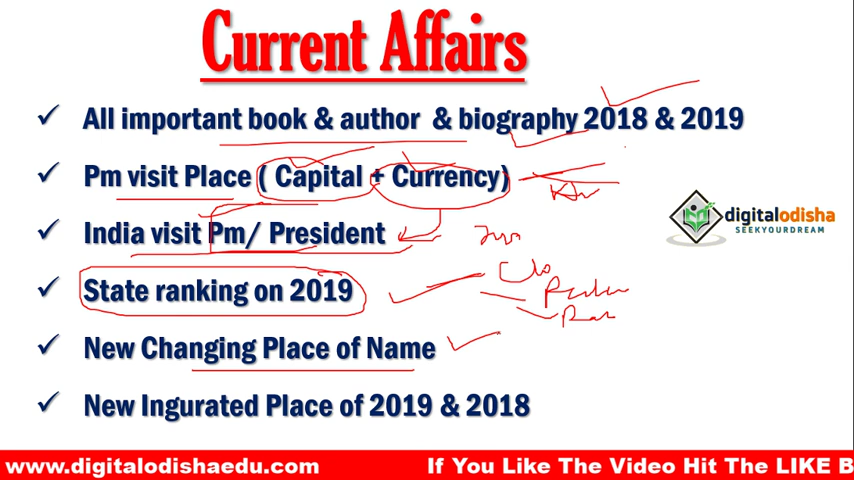 Current Affairs
✓ All important book & author & biography 2018 & 2019
✓ Pm visit Place ( Capital + Currency)
✓ India visit Pm/ President
digitalodisha
SEEKYOURDREAM
✓ State ranking on 2019
✓ New Changing Place of Name
✓ New Ingurated Place of 2019 & 2018
www.digitalodishaedu.com If You Like The Video Hit The LIKE B